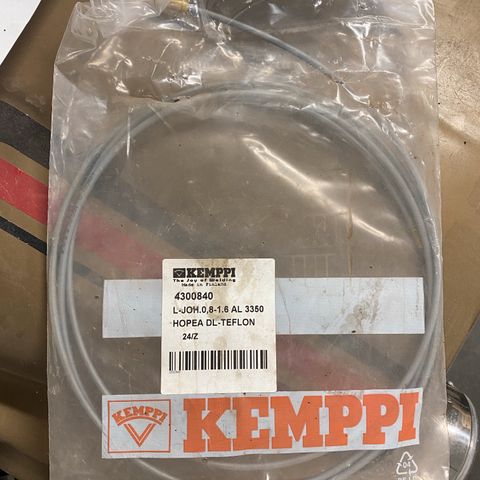 KEMPPI
The Joy of Welding
Made in Finland
4300840
L-JOH.0,8-1.6 AL 3350
HOPEA DL-TEFLON
24/Z
KEMPPI
KEMPPI
04